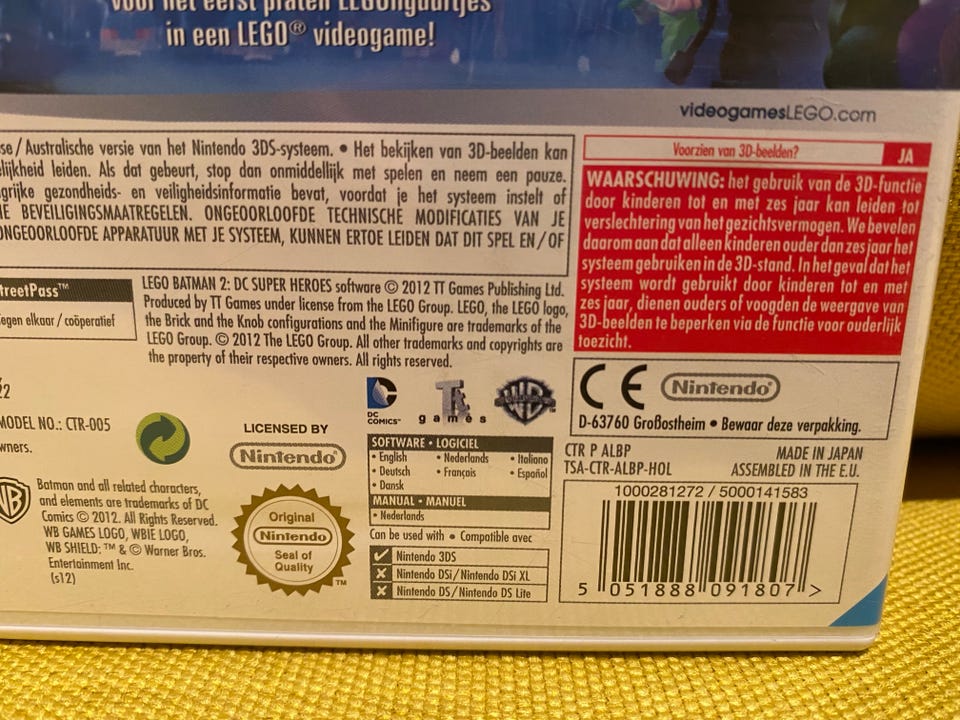 voor het eerst praten LEGOfiguurtjes
in een LEGO® videogame!
videogamesLEGO.com
se / Australische versie van het Nintendo 3DS-systeem. • Het bekijken van 3D-beelden kan
elijkheid leiden. Als dat gebeurt, stop dan onmiddellijk met spelen en neem een pauze.
grijke gezondheids- en veiligheidsinformatie bevat, voordat je het systeem instelt of
BEVEILIGINGSMAATREGELEN. ONGEOORLOOFDE TECHNISCHE MODIFICATIES VAN JE
ONGEOORLOOFDE APPARATUUR MET JE SYSTEEM, KUNNEN ERTOE LEIDEN DAT DIT SPEL EN / OF
Voorzien van 3D-beelden? JA
WAARSCHUWING: het gebruik van de 3D-functie
door kinderen tot en met zes jaar kan leiden tot
verslechtering van het gezichtsvermogen. We bevelen
daarom aan dat alleen kinderen ouder dan zes jaar het
systeem gebruiken in de 3D-stand. In het geval dat het
systeem wordt gebruikt door kinderen tot en met
zes jaar, dienen ouders of voogden de weergave van
3D-beelden te beperken via de functie voor ouderlijk
toezicht.
treetPass™
Tegen elkaar / coöperatief
LEGO BATMAN 2: DC SUPER HEROES software © 2012 TT Games Publishing Ltd.
Produced by TT Games under license from the LEGO Group. LEGO, the LEGO logo,
the Brick and the Knob configurations and the Minifigure are trademarks of the
LEGO Group. © 2012 The LEGO Group. All other trademarks and copyrights are
the property of their respective owners. All rights reserved.
22
MODEL NO.: CTR-005
wners.
LICENSED BY
Nintendo
DC
COMICS™
Tt
games
WARNER BROS
CE Nintendo
D-63760 Großostheim • Bewaar deze verpakking.
WB
Batman and all related characters,
and elements are trademarks of DC
Comics © 2012. All Rights Reserved.
WB GAMES LOGO, WBIE LOGO,
WB SHIELD: ™ & © Warner Bros.
Entertainment Inc.
(s12)
Original
Nintendo
Seal of
Quality
™
SOFTWARE • LOGICIEL
• English • Nederlands • Italiano
• Deutsch • Français • Español
• Dansk
MANUAL • MANUEL
• Nederlands
Can be used with • Compatible avec
Nintendo 3DS
Nintendo DSi / Nintendo DSi XL
Nintendo DS / Nintendo DS Lite
CTR P ALBP MADE IN JAPAN
TSA-CTR-ALBP-HOL ASSEMBLED IN THE E.U.
1000281272 / 5000141583
5 051888 091807 >